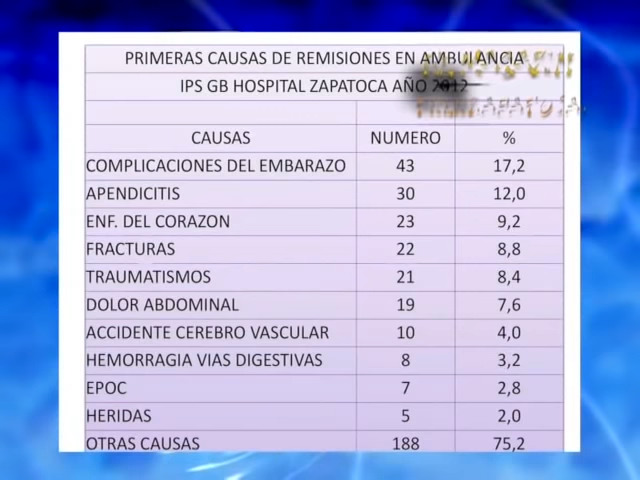 PRIMERAS CAUSAS DE REMISIONES EN AMBULANCIA
IPS GB HOSPITAL ZAPATOCA AÑO 2012
CAUSAS NUMERO %
COMPLICACIONES DEL EMBARAZO 43 17,2
APENDICITIS 30 12,0
ENF. DEL CORAZON 23 9,2
FRACTURAS 22 8,8
TRAUMATISMOS 21 8,4
DOLOR ABDOMINAL 19 7,6
ACCIDENTE CEREBRO VASCULAR 10 4,0
HEMORRAGIA VIAS DIGESTIVAS 8 3,2
EPOC 7 2,8
HERIDAS 5 2,0
OTRAS CAUSAS 188 75,2